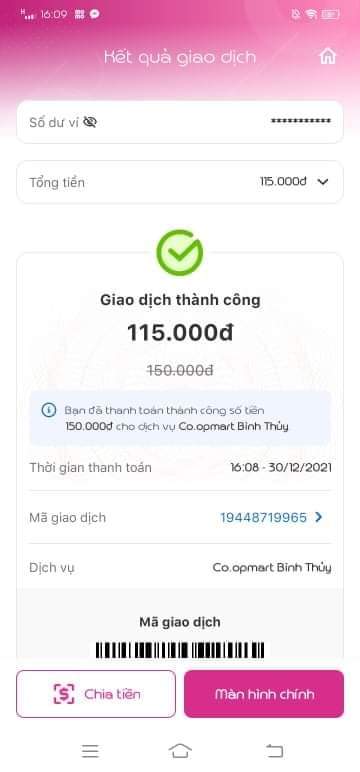 16:09
Kết quả giao dịch
Số dư ví ***********
Tổng tiền 115.000đ
Giao dịch thành công
115.000đ
150.000đ
Bạn đã thanh toán thành công số tiền
150.000đ cho dịch vụ Co.opmart Bình Thủy
Thời gian thanh toán 16:08 - 30/12/2021
Mã giao dịch 19448719965
Dịch vụ Co.opmart Bình Thủy
Mã giao dịch
Chia tiền Màn hình chính